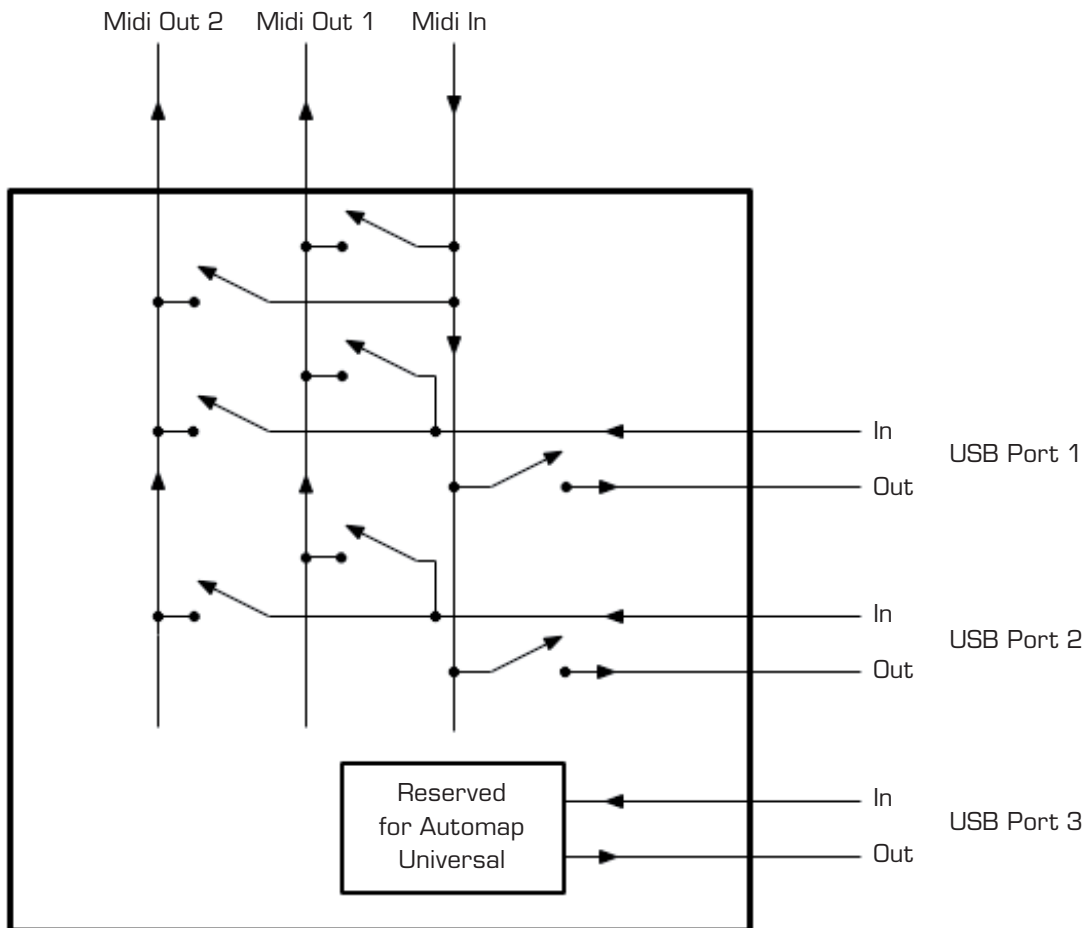 Midi Out 2
Midi Out 1
Midi In
In
USB Port 1
Out
In
USB Port 2
Out
Reserved
for Automap
Universal
In
USB Port 3
Out